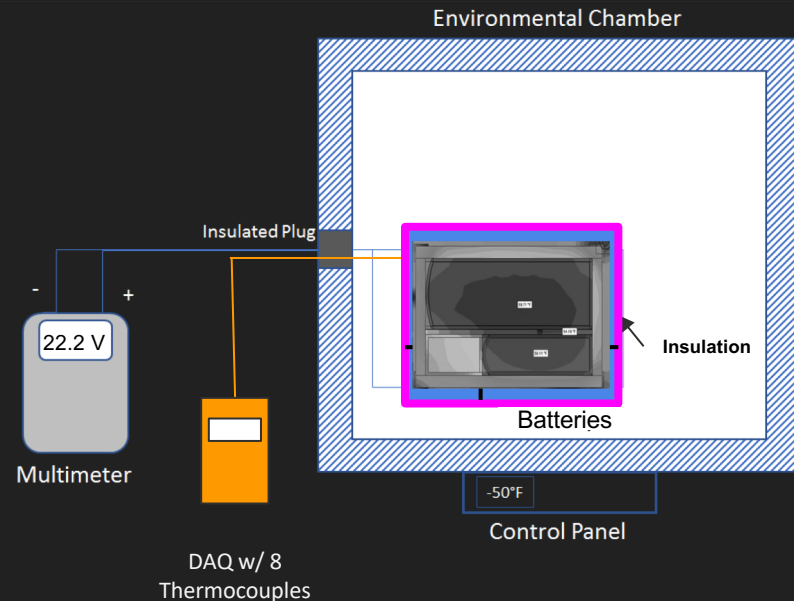 Environmental Chamber
Insulated Plug
-
+
22.2 V
Insulation
Batteries
Multimeter
-50°F
Control Panel
DAQ w/ 8
Thermocouples